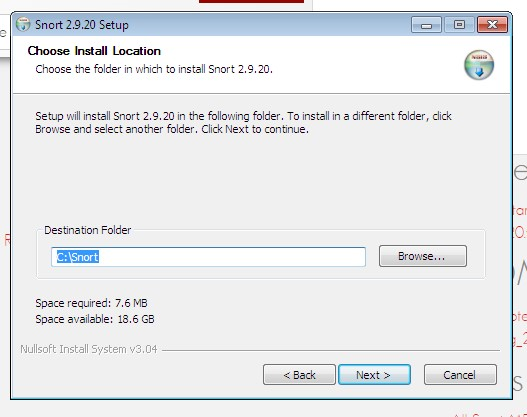 Snort 2.9.20 Setup
Choose Install Location
Choose the folder in which to install Snort 2.9.20.
Setup will install Snort 2.9.20 in the following folder. To install in a different folder, click
Browse and select another folder. Click Next to continue.
Destination Folder
C:\Snort
Browse...
Space required: 7.6 MB
Space available: 18.6 GB
Nullsoft Install System v3.04
< Back
Next >
Cancel